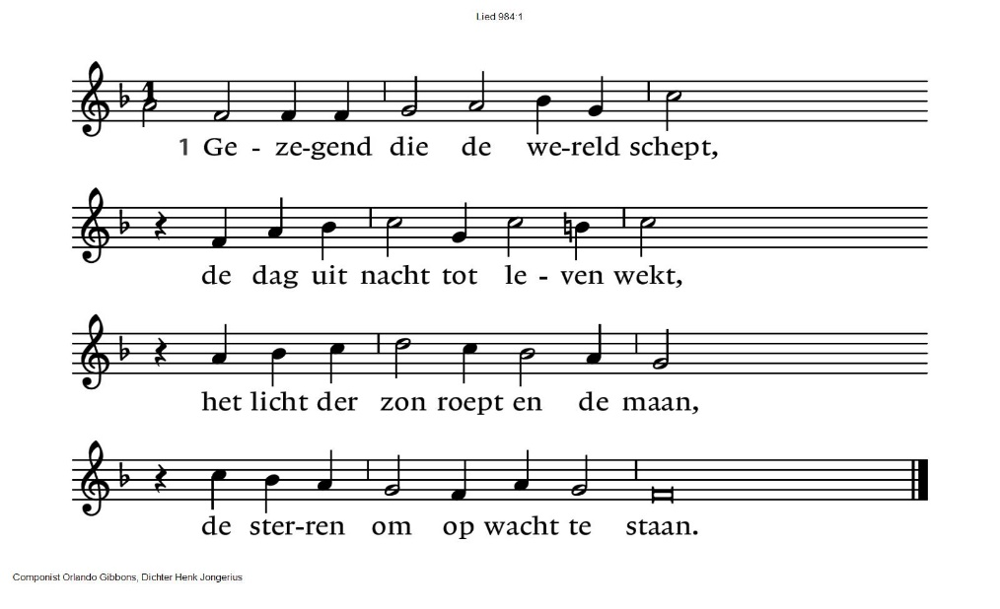 Lied 984:1
1 Ge - ze-gend die de we-reld schept,
de dag uit nacht tot le - ven wekt,
het licht der zon roept en de maan,
de ster-ren om op wacht te staan.
Componist Orlando Gibbons, Dichter Henk Jongerius